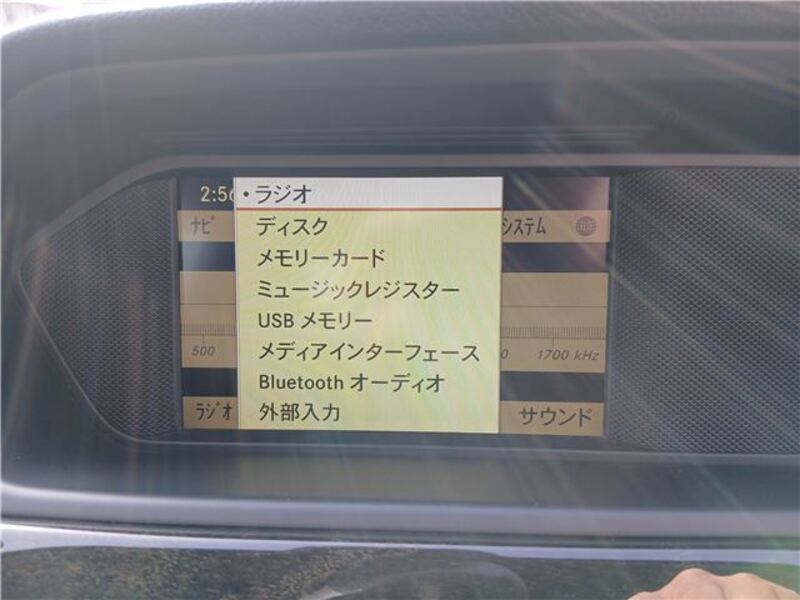 2:56
• ラジオ
ナビ
システム
ディスク
メモリーカード
ミュージックレジスター
USB メモリー
500
メディアインターフェース
1700 kHz
Bluetooth オーディオ
ラジオ
外部入力
サウンド